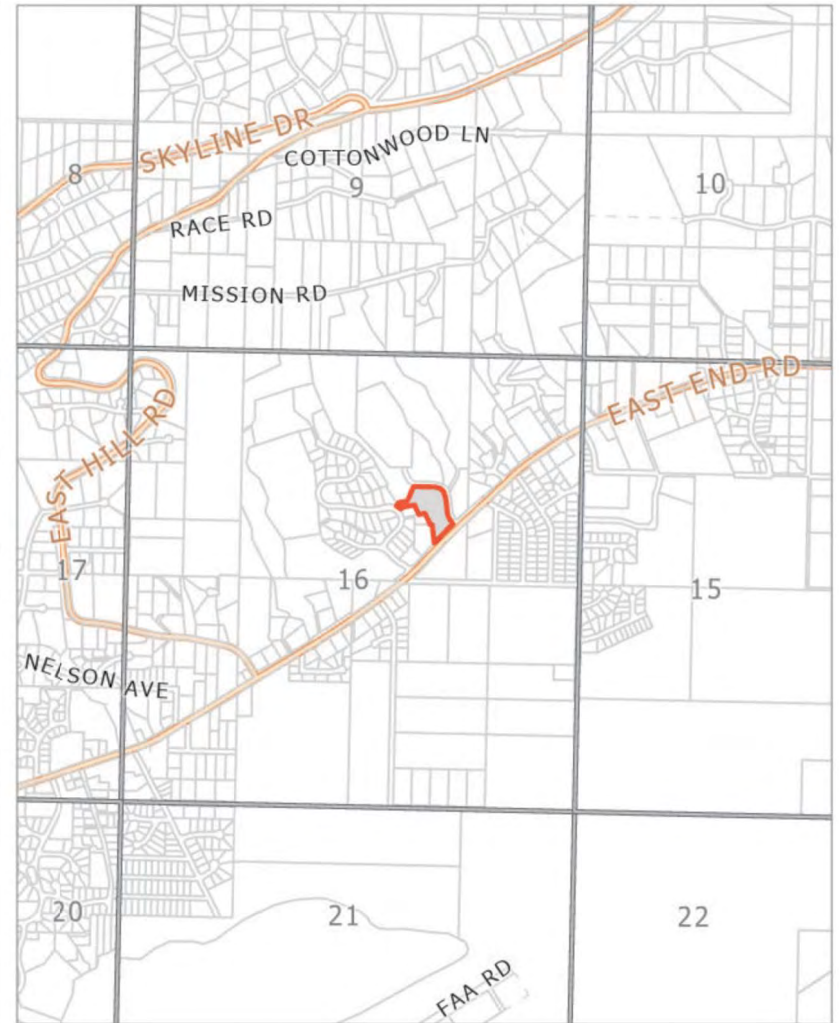 SKYLINE DR
COTTONWOOD LN
8
9
10
RACE RD
MISSION RD
EAST END RD
EAST HILL RD
17
16
15
NELSON AVE
20
21
22
FAA RD